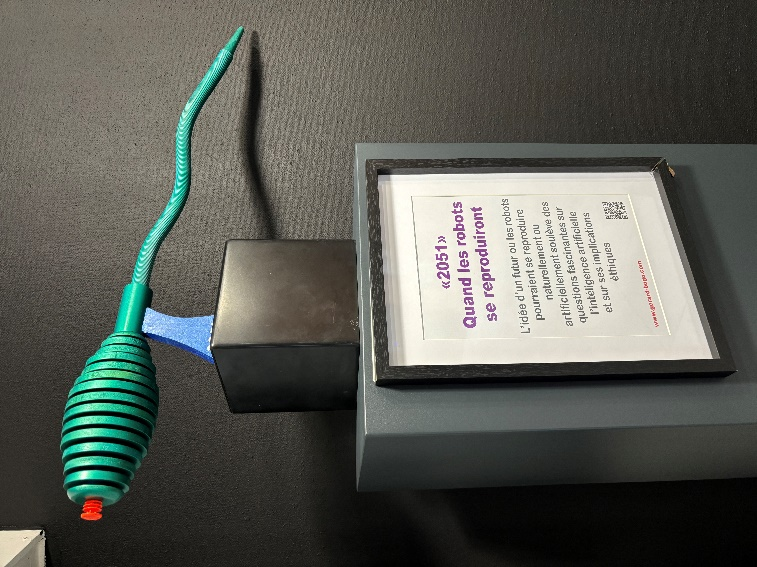 «2051»
Quand les robots
se reproduiront
L'idée d'un futur ou les robots
pourraient se reproduire
naturellement ou
artificiellement soulève des
questions fascinantes sur
l'intelligence artificielle
et sur ses implications
éthiques